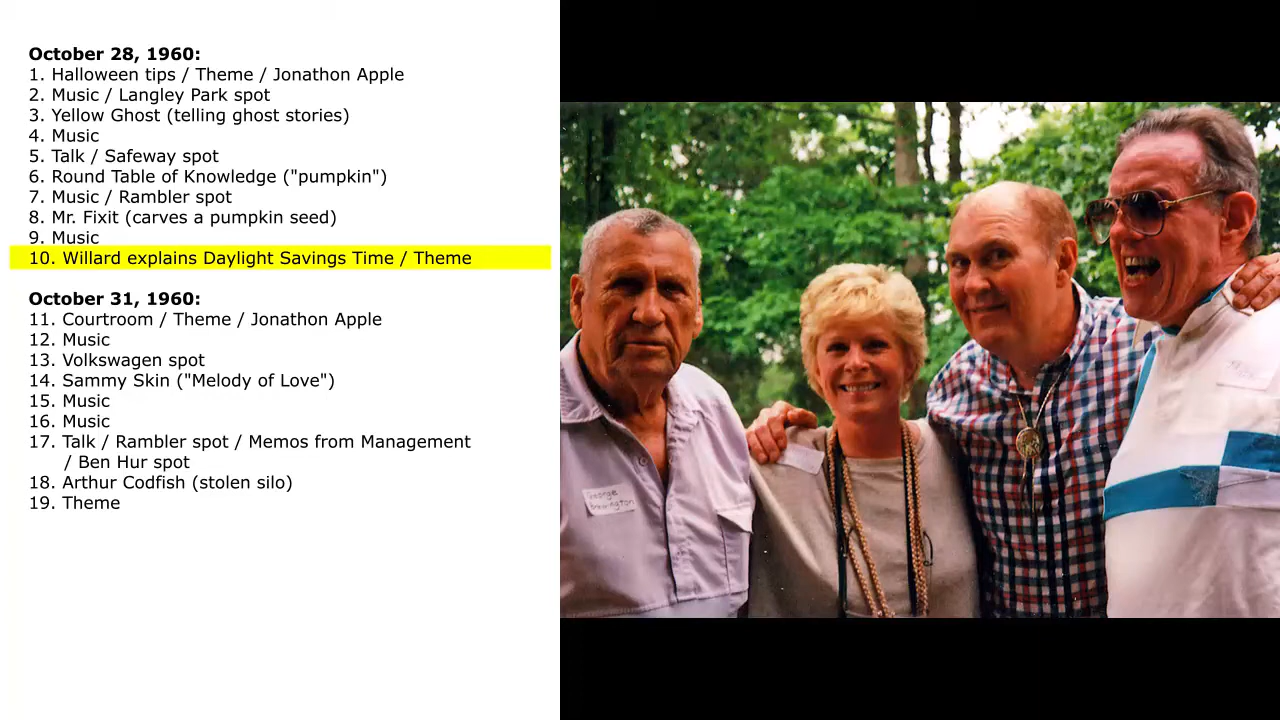 October 28, 1960:
1. Halloween tips / Theme / Jonathon Apple
2. Music / Langley Park spot
3. Yellow Ghost (telling ghost stories)
4. Music
5. Talk / Safeway spot
6. Round Table of Knowledge ("pumpkin")
7. Music / Rambler spot
8. Mr. Fixit (carves a pumpkin seed)
9. Music
10. Willard explains Daylight Savings Time / Theme
October 31, 1960:
11. Courtroom / Theme / Jonathon Apple
12. Music
13. Volkswagen spot
14. Sammy Skin ("Melody of Love")
15. Music
16. Music
17. Talk / Rambler spot / Memos from Management
/ Ben Hur spot
18. Arthur Codfish (stolen silo)
19. Theme
George